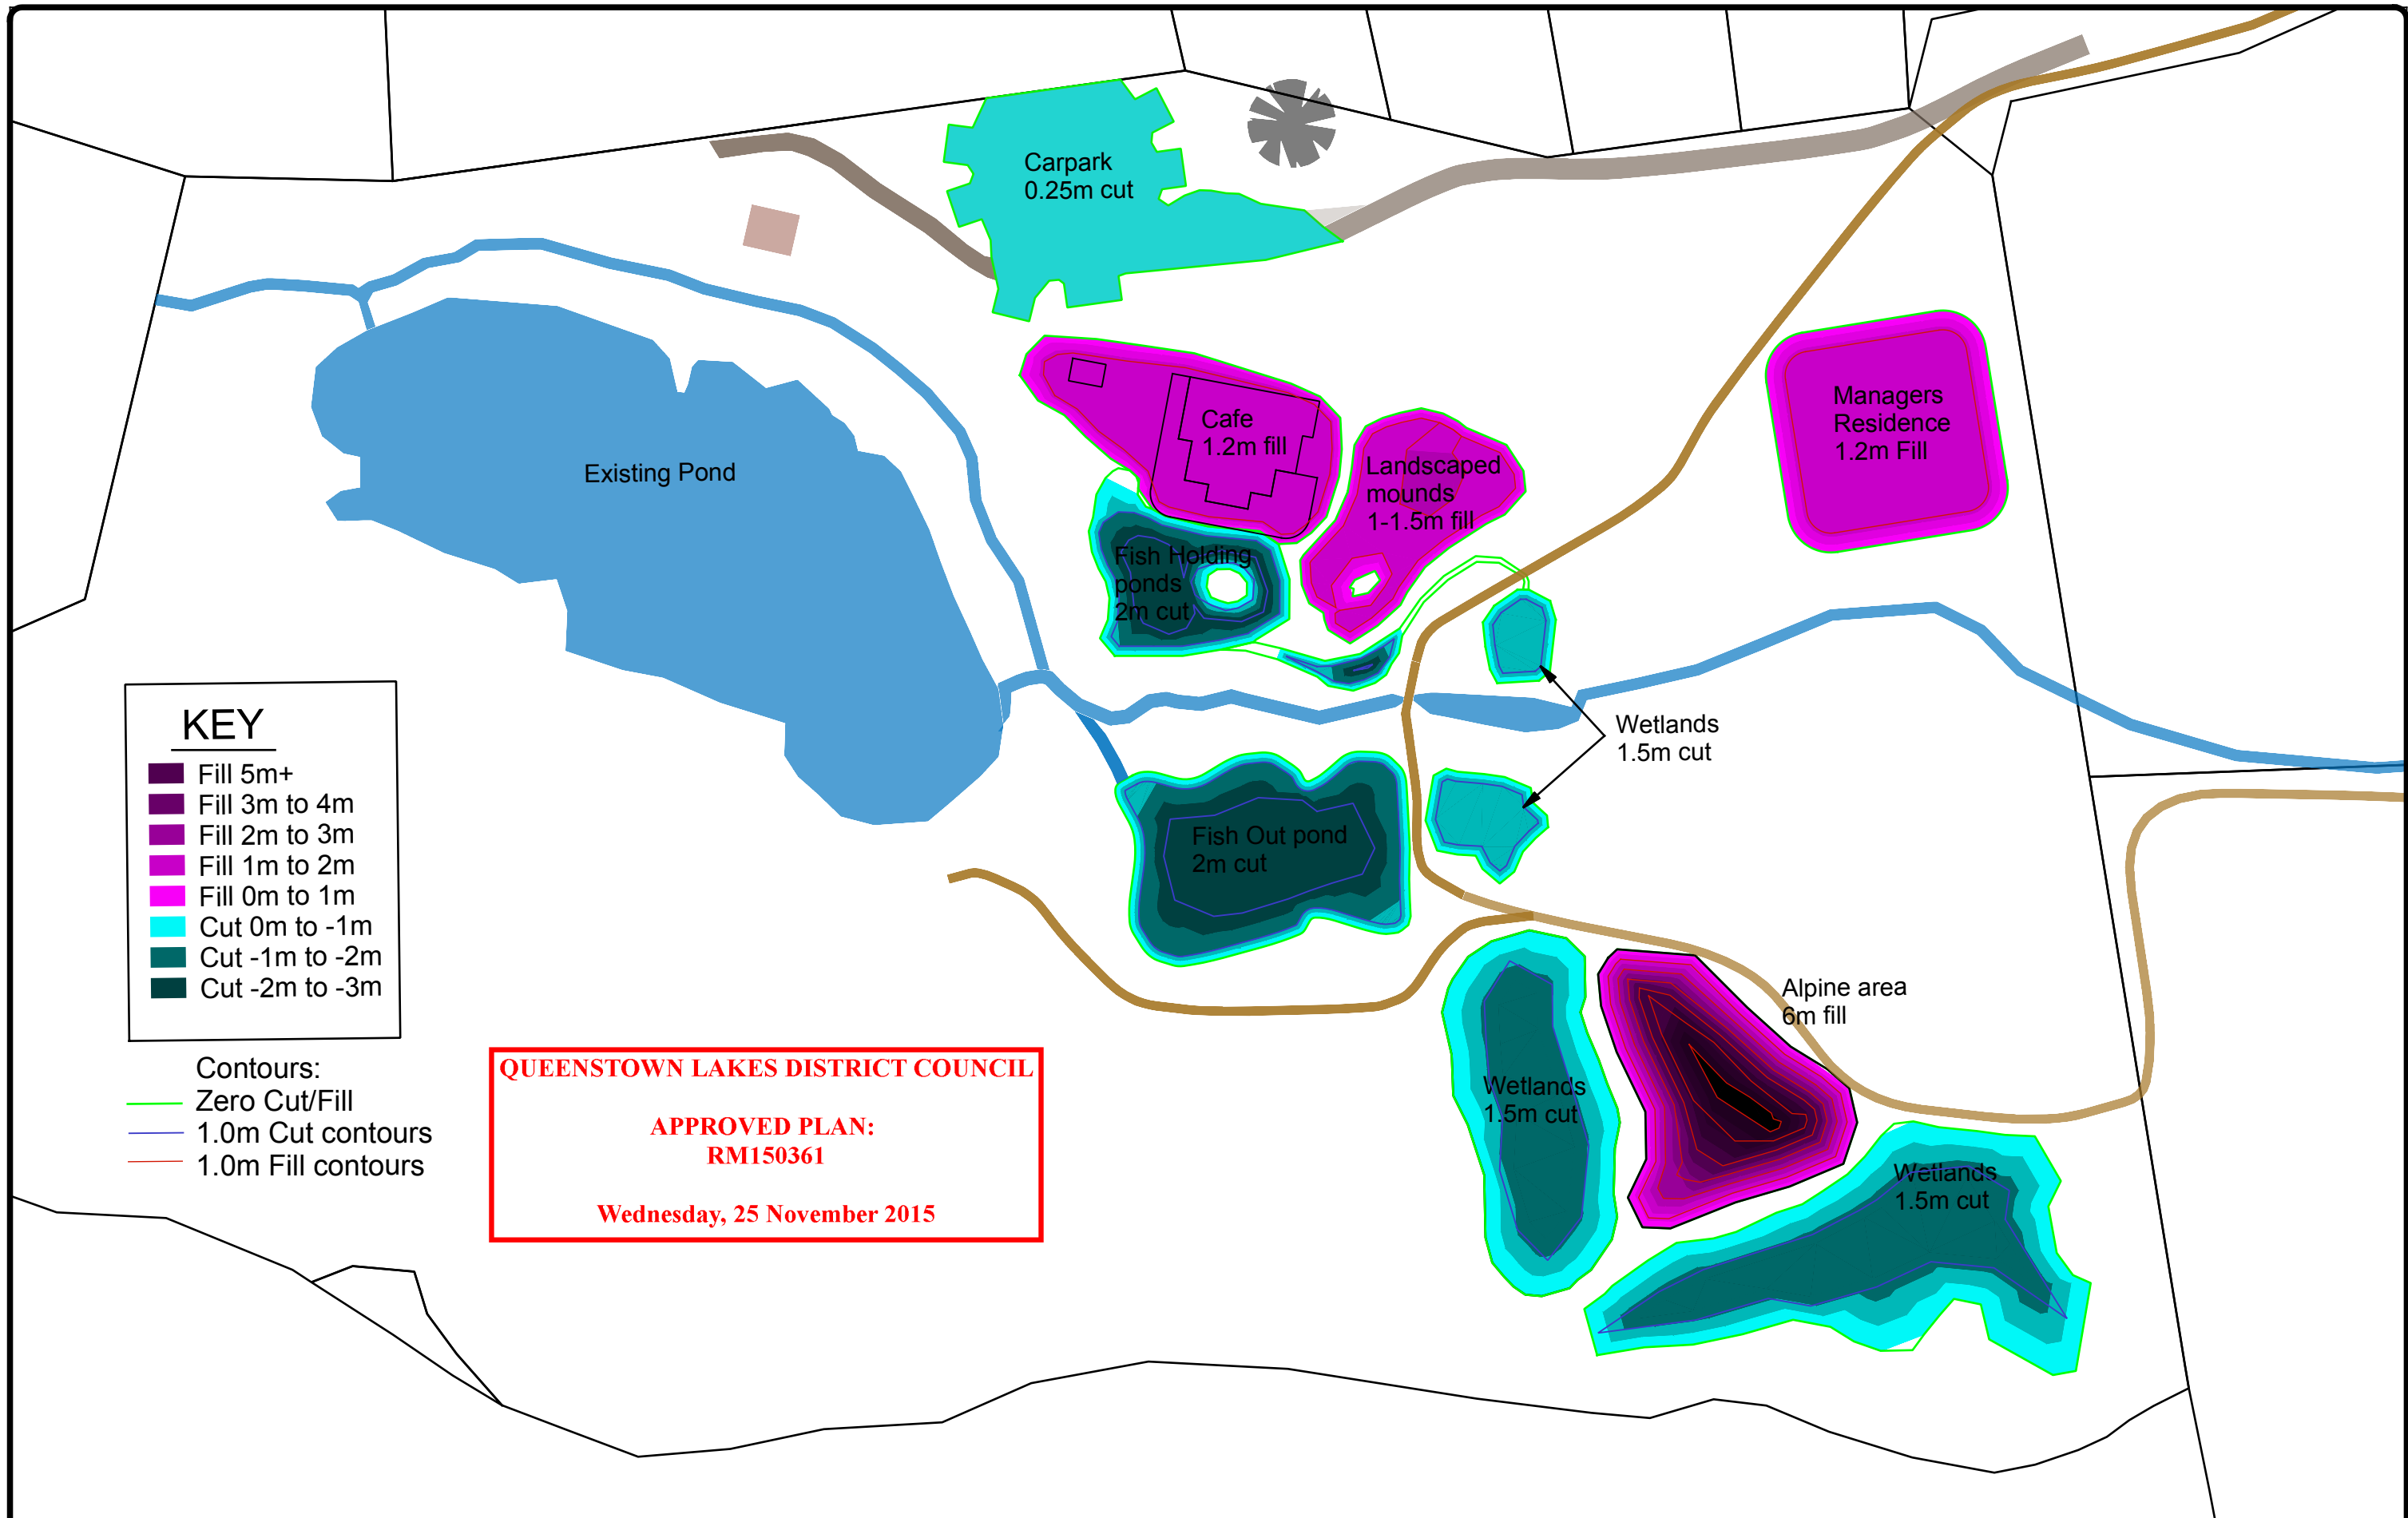 Carpark
0.25m cut
Cafe
1.2m fill
Managers
Residence
1.2m Fill
Landscaped
mounds
1-1.5m fill
Existing Pond
Fish Holding
ponds
2m cut
Wetlands
1.5m cut
Fish Out pond
2m cut
Alpine area
6m fill
Wetlands
1.5m cut
Wetlands
1.5m cut
KEY
Fill 5m+
Fill 3m to 4m
Fill 2m to 3m
Fill 1m to 2m
Fill 0m to 1m
Cut 0m to -1m
Cut -1m to -2m
Cut -2m to -3m
Contours:
Zero Cut/Fill
1.0m Cut contours
1.0m Fill contours
QUEENSTOWN LAKES DISTRICT COUNCIL
APPROVED PLAN:
RM150361
Wednesday, 25 November 2015